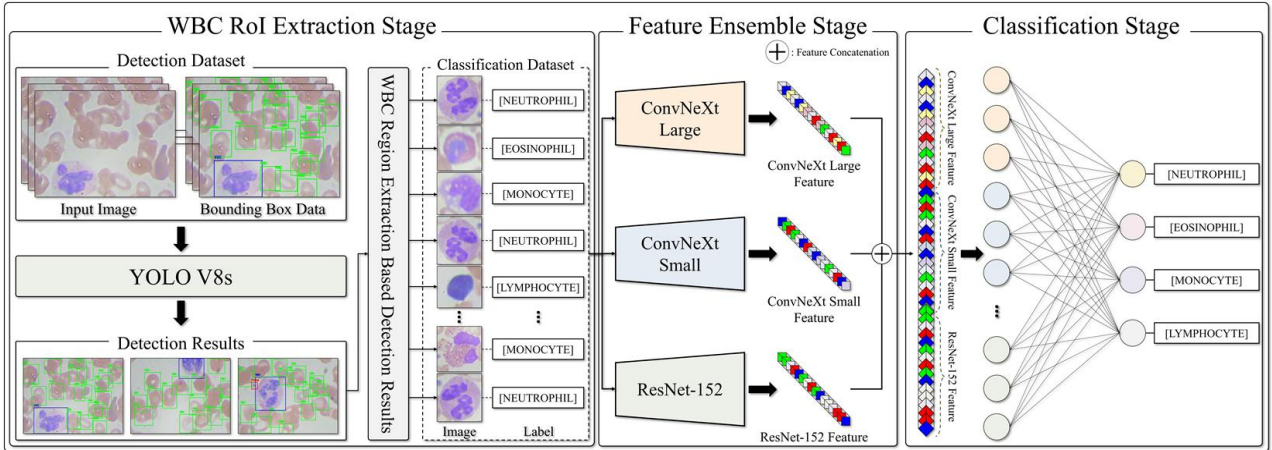 WBC RoI Extraction Stage
Detection Dataset
Input Image
Bounding Box Data
YOLO V8s
Detection Results
WBC Region Extraction Based Detection Results
Classification Dataset
[NEUTROPHIL]
[EOSINOPHIL]
[MONOCYTE]
[NEUTROPHIL]
[LYMPHOCYTE]
[MONOCYTE]
[NEUTROPHIL]
Image
Label
Feature Ensemble Stage
: Feature Concatenation
ConvNeXt
Large
ConvNeXt Large
Feature
ConvNeXt
Small
ConvNeXt Small
Feature
ResNet-152
ResNet-152 Feature
Classification Stage
ConvNeXt Large Feature
ConvNeXt Small Feature
ResNet-152 Feature
[NEUTROPHIL]
[EOSINOPHIL]
[MONOCYTE]
[LYMPHOCYTE]